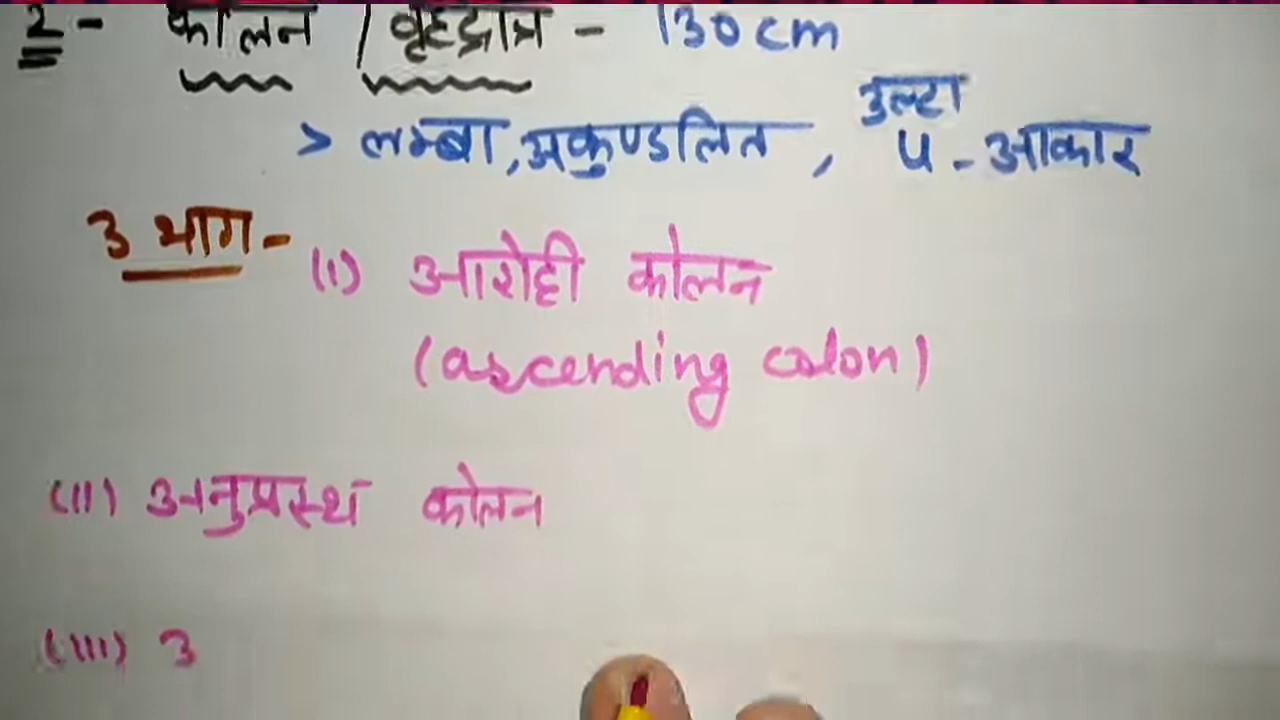 2- कोलन / वृहद्रान्त्र - 130 cm
> लम्बा, अकुण्डलित, उल्टा U - आकार
3 भाग - (i) आरोही कोलन
(ascending colon)
(ii) अनुप्रस्थ कोलन
(iii) 3